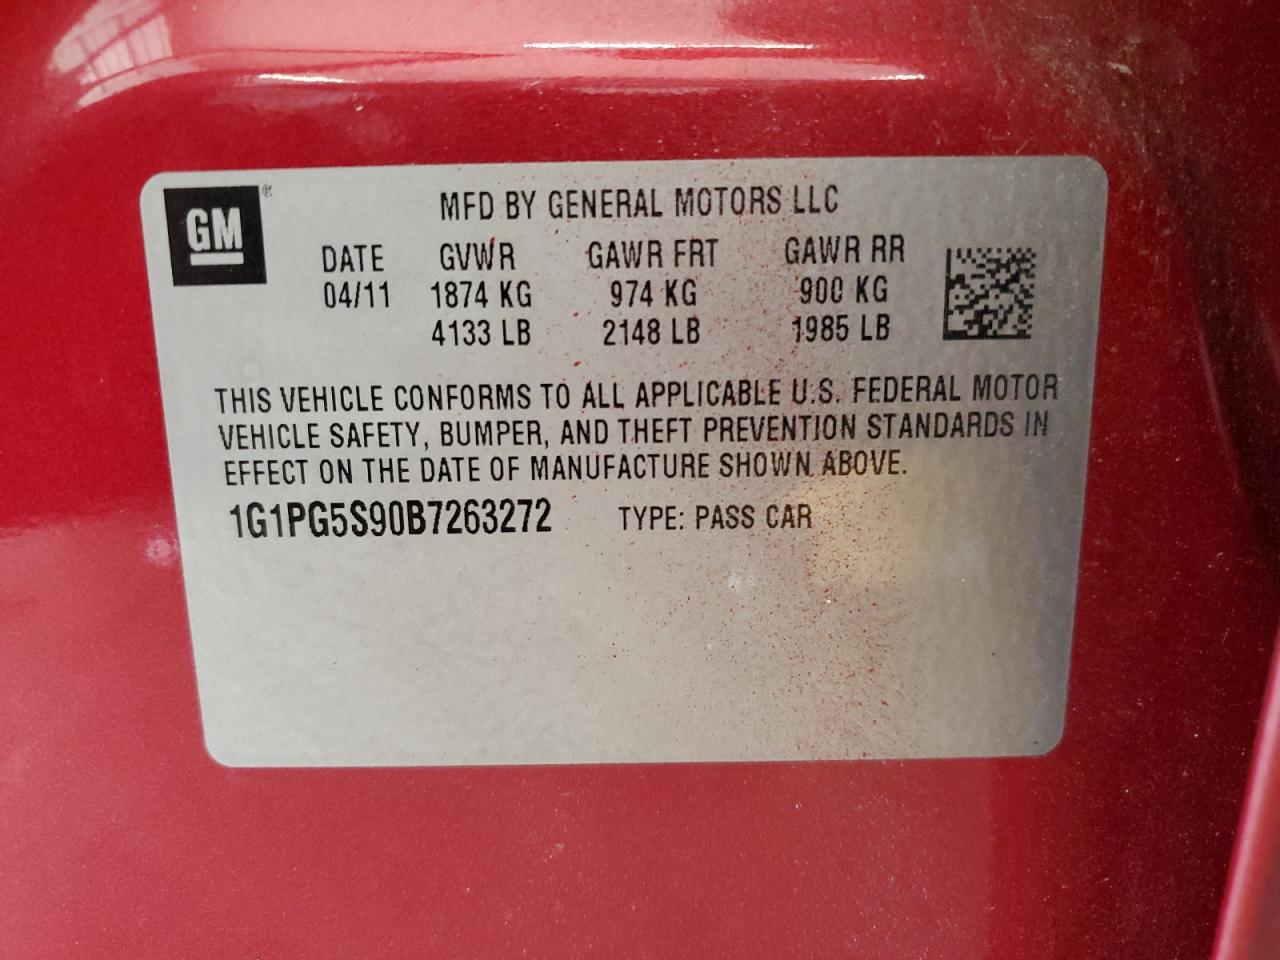 GM®
MFD BY GENERAL MOTORS LLC
DATE GVWR GAWR FRT GAWR RR
04/11 1874 KG 974 KG 900 KG
4133 LB 2148 LB 1985 LB
THIS VEHICLE CONFORMS TO ALL APPLICABLE U.S. FEDERAL MOTOR
VEHICLE SAFETY, BUMPER, AND THEFT PREVENTION STANDARDS IN
EFFECT ON THE DATE OF MANUFACTURE SHOWN ABOVE.
1G1PG5S90B7263272 TYPE: PASS CAR